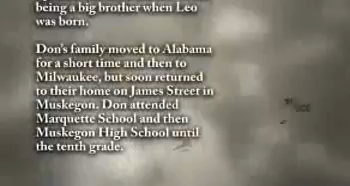 being a big brother when Leo
was born.
Don's family moved to Alabama
for a short time and then to
Milwaukee, but soon returned
to their home on James Street in
Muskegon. Don attended
Marquette School and then
Muskegon High School until
the tenth grade.